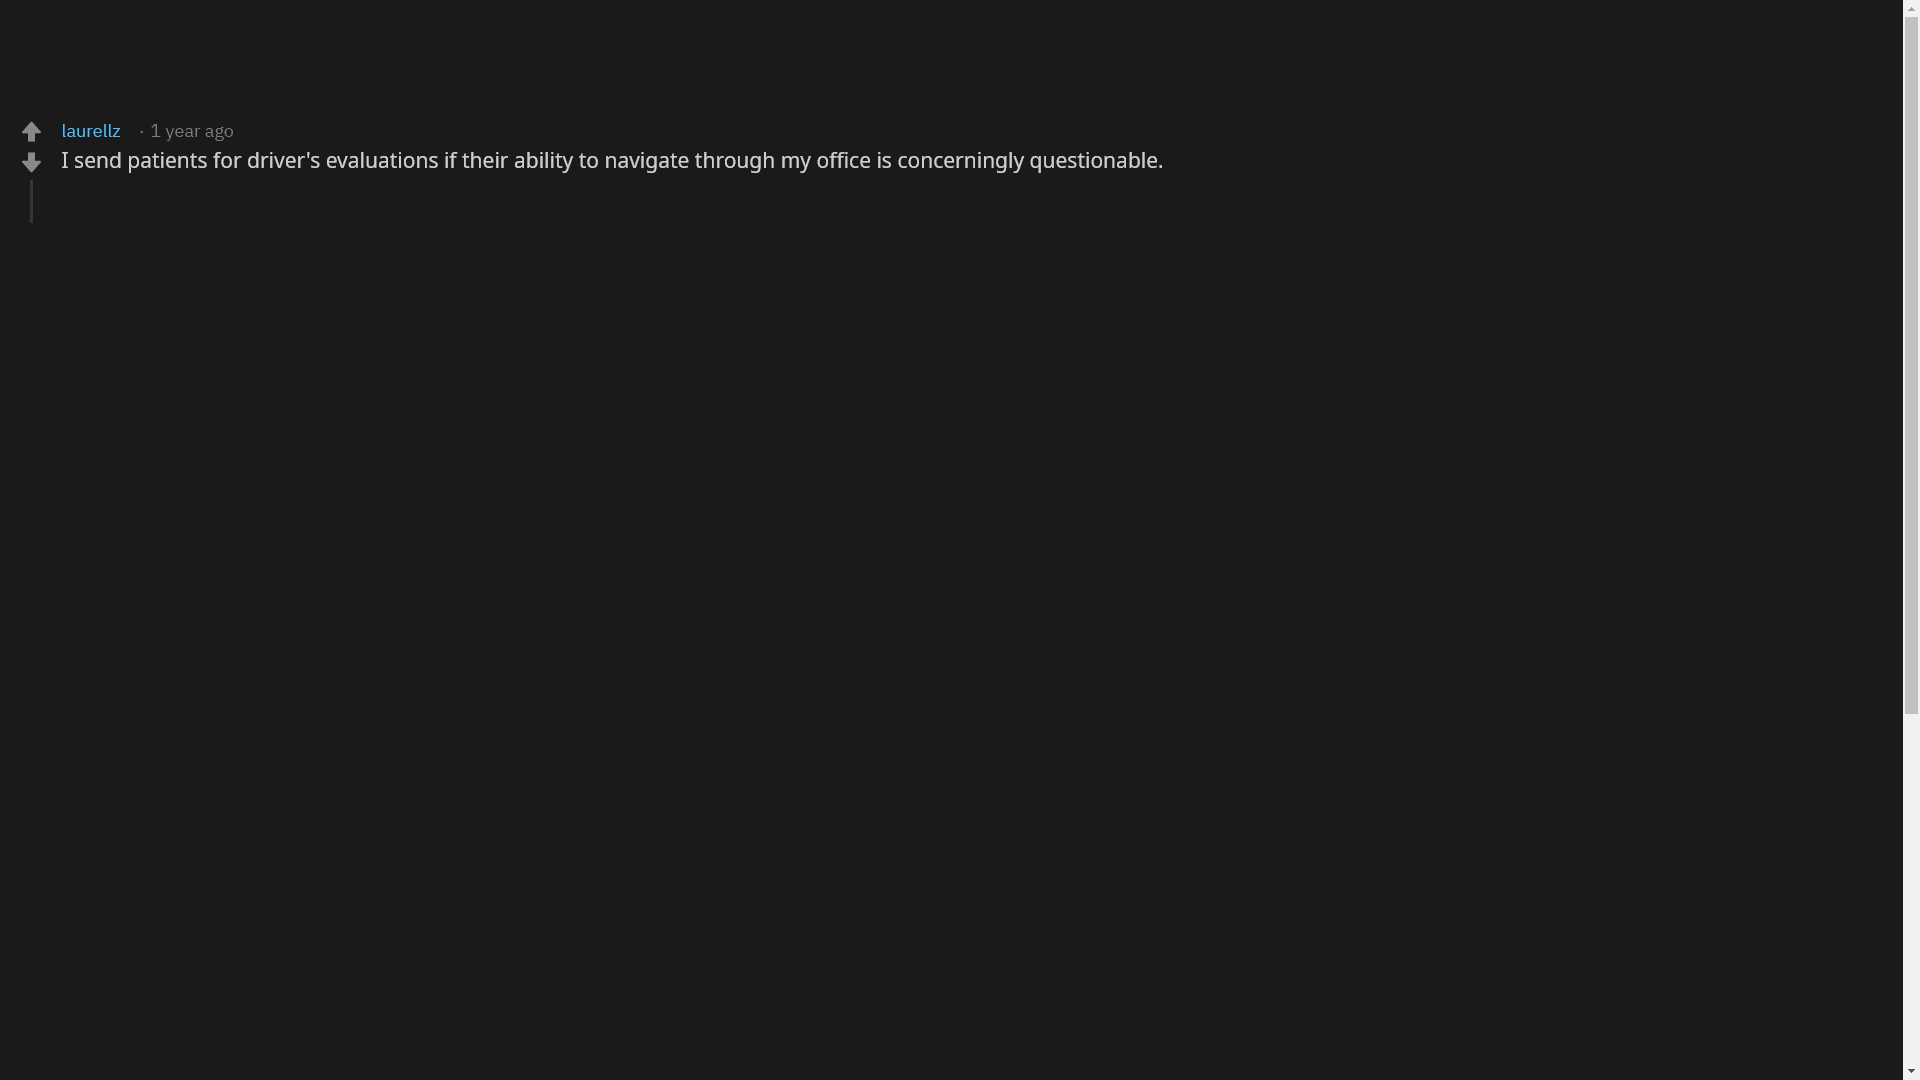 laurellz · 1 year ago
I send patients for driver's evaluations if their ability to navigate through my office is concerningly questionable.